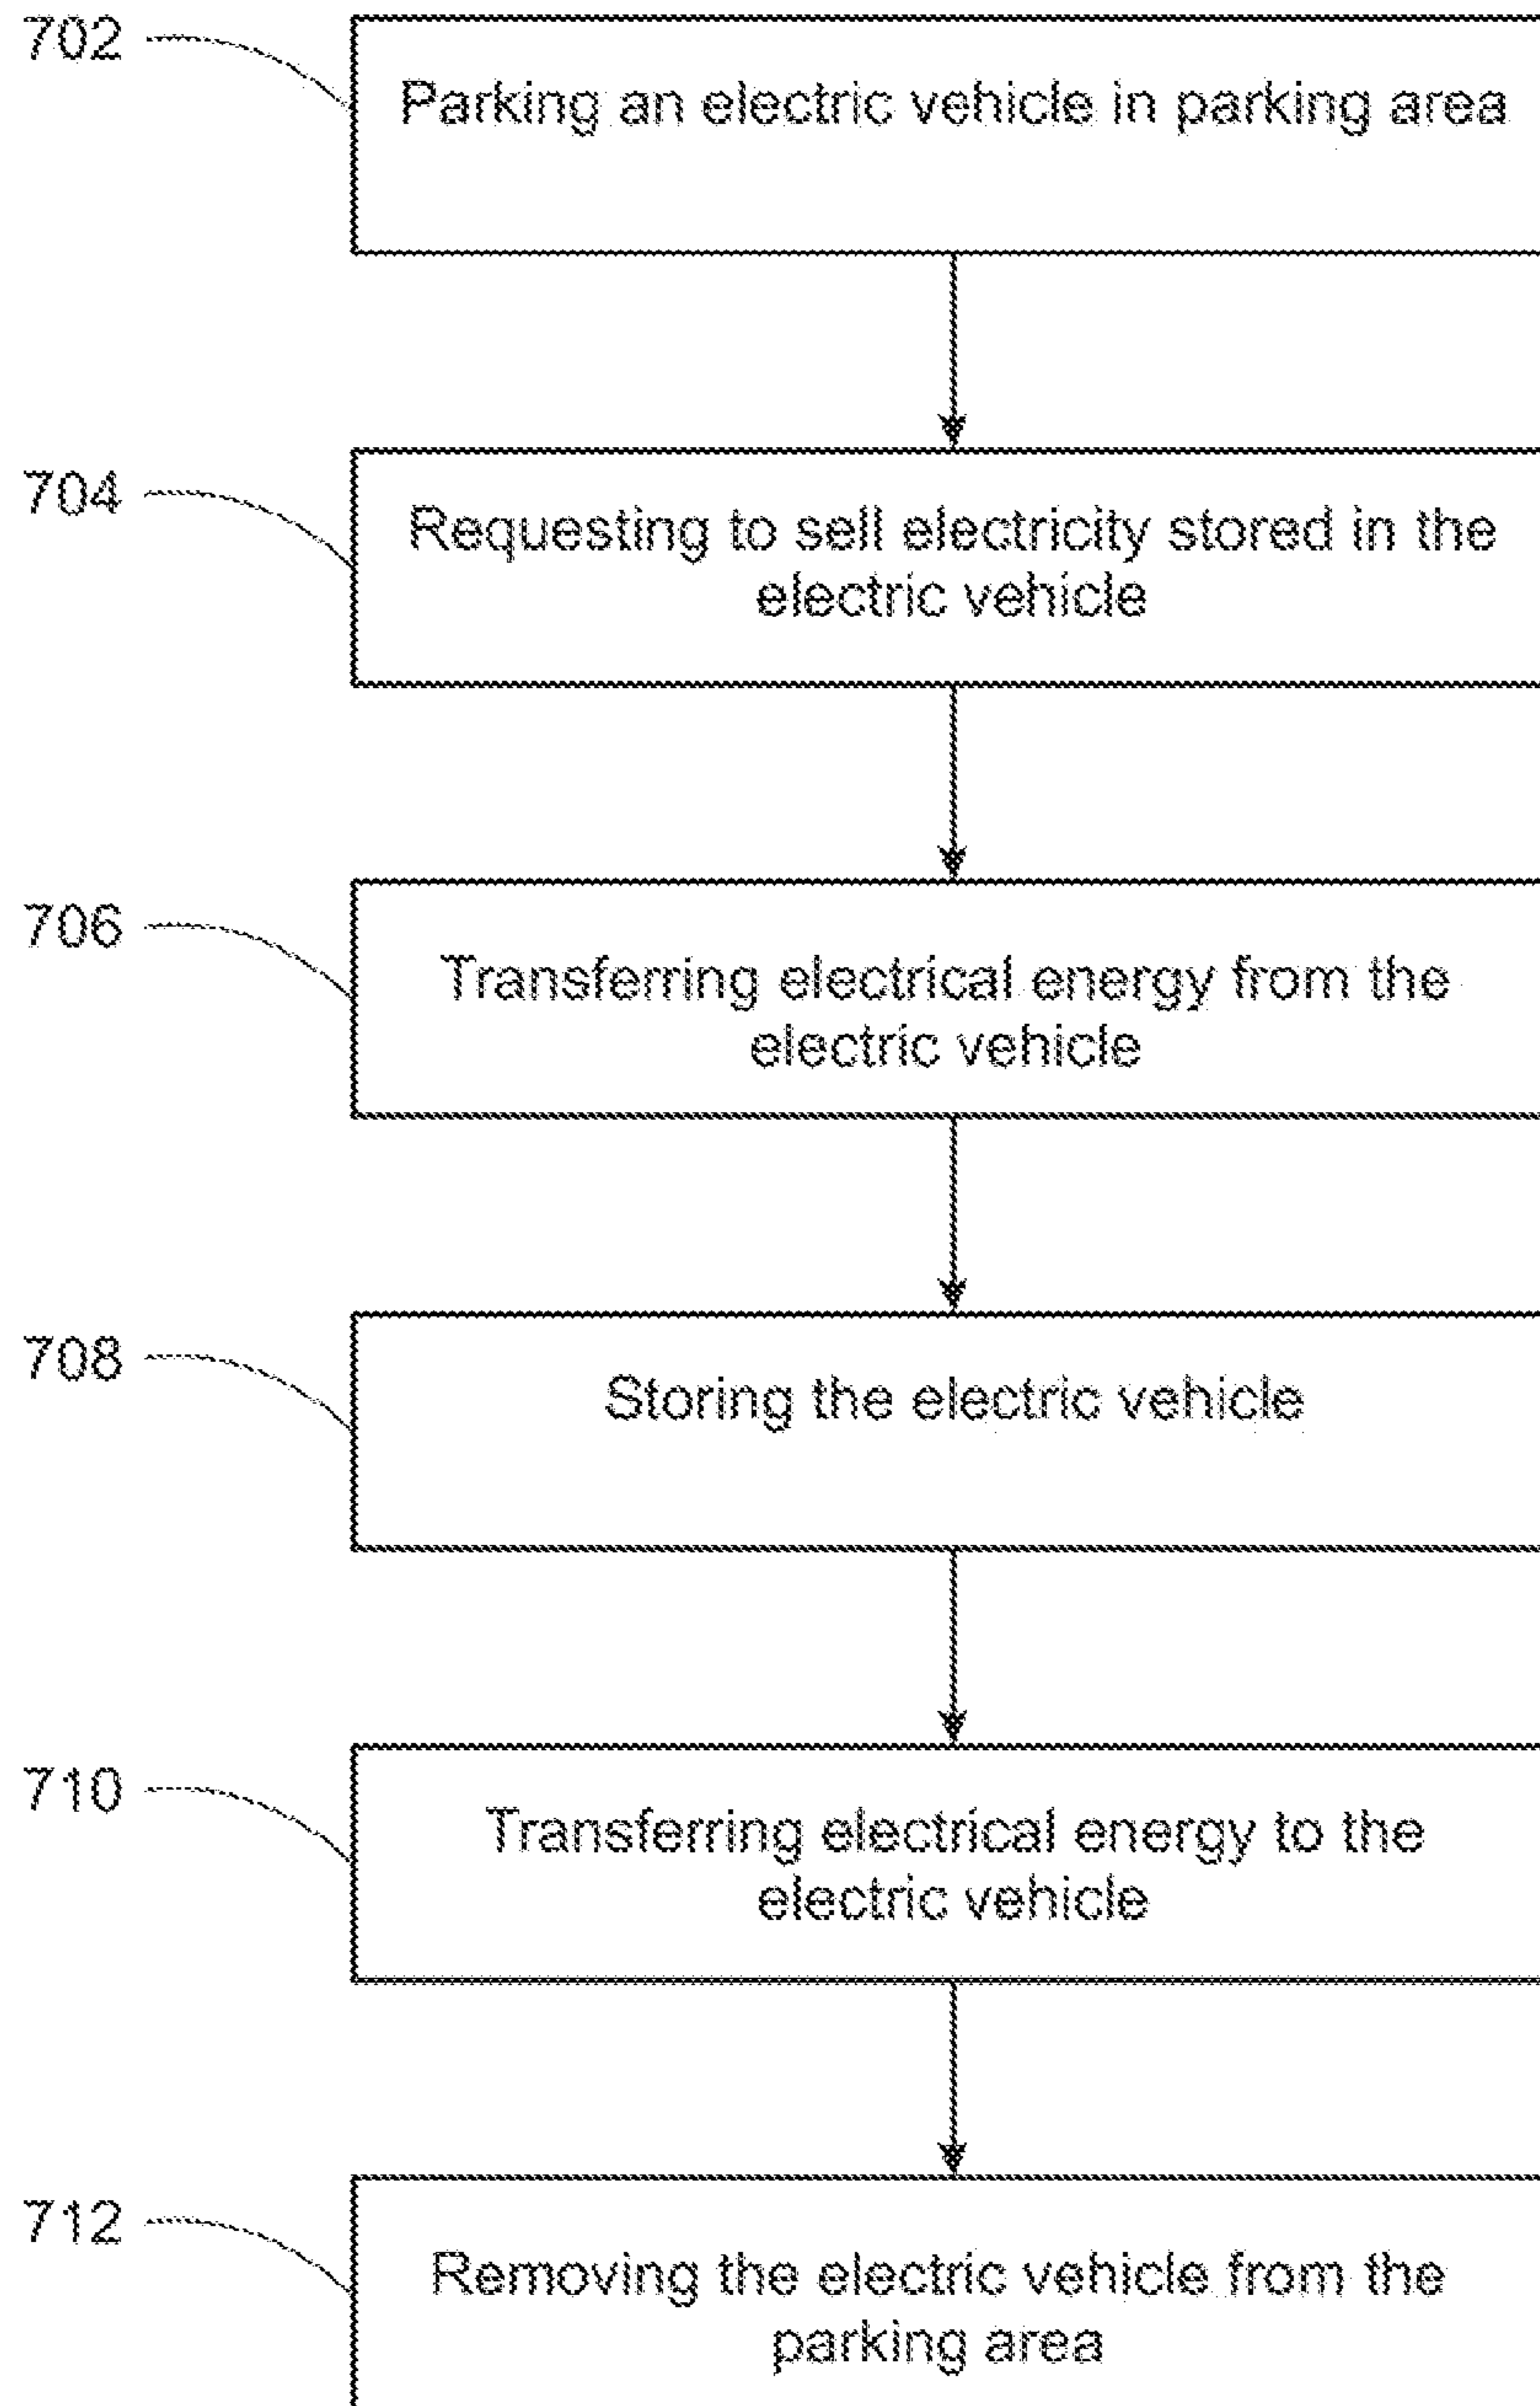 702
Parking an electric vehicle in parking area
704
Requesting to sell electricity stored in the
electric vehicle
706
Transferring electrical energy from the
electric vehicle
708
Storing the electric vehicle
710
Transferring electrical energy to the
electric vehicle
712
Removing the electric vehicle from the
parking area